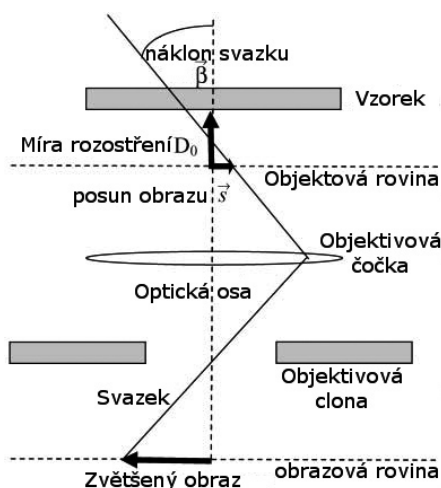 náklon svazku
β
Vzorek
Míra rozostření D₀
Objektová rovina
posun obrazu s
Objektivová
čočka
Optická osa
Objektivová
clona
Svazek
Zvětšený obraz
obrazová rovina